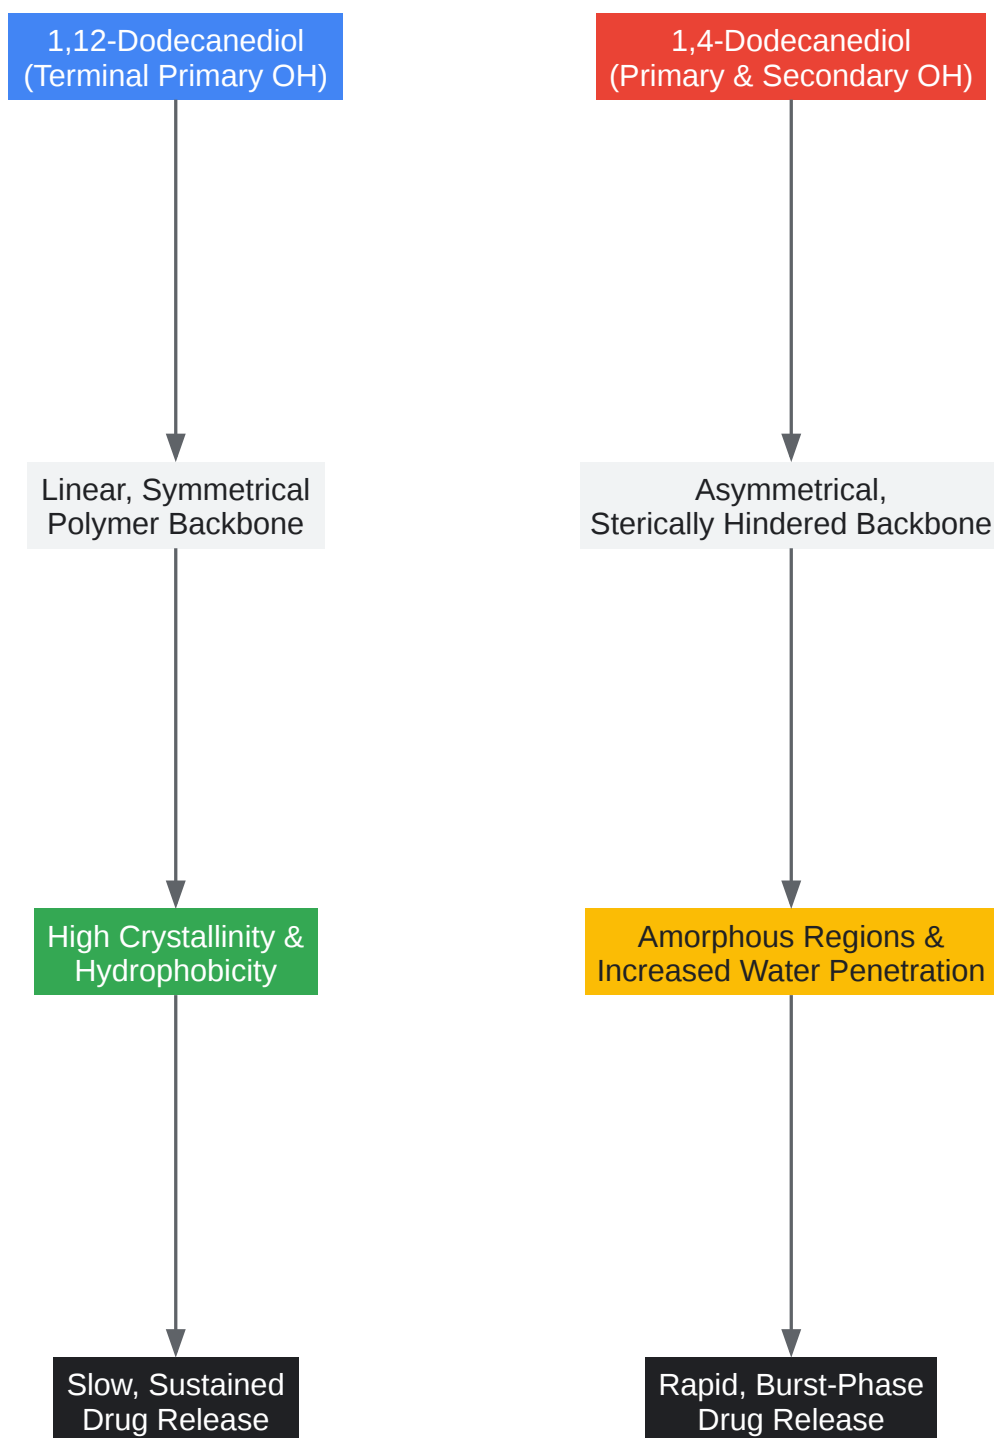 1,12-Dodecanediol
(Terminal Primary OH)
1,4-Dodecanediol
(Primary & Secondary OH)
Linear, Symmetrical
Polymer Backbone
Asymmetrical,
Sterically Hindered Backbone
High Crystallinity &
Hydrophobicity
Amorphous Regions &
Increased Water Penetration
Slow, Sustained
Drug Release
Rapid, Burst-Phase
Drug Release